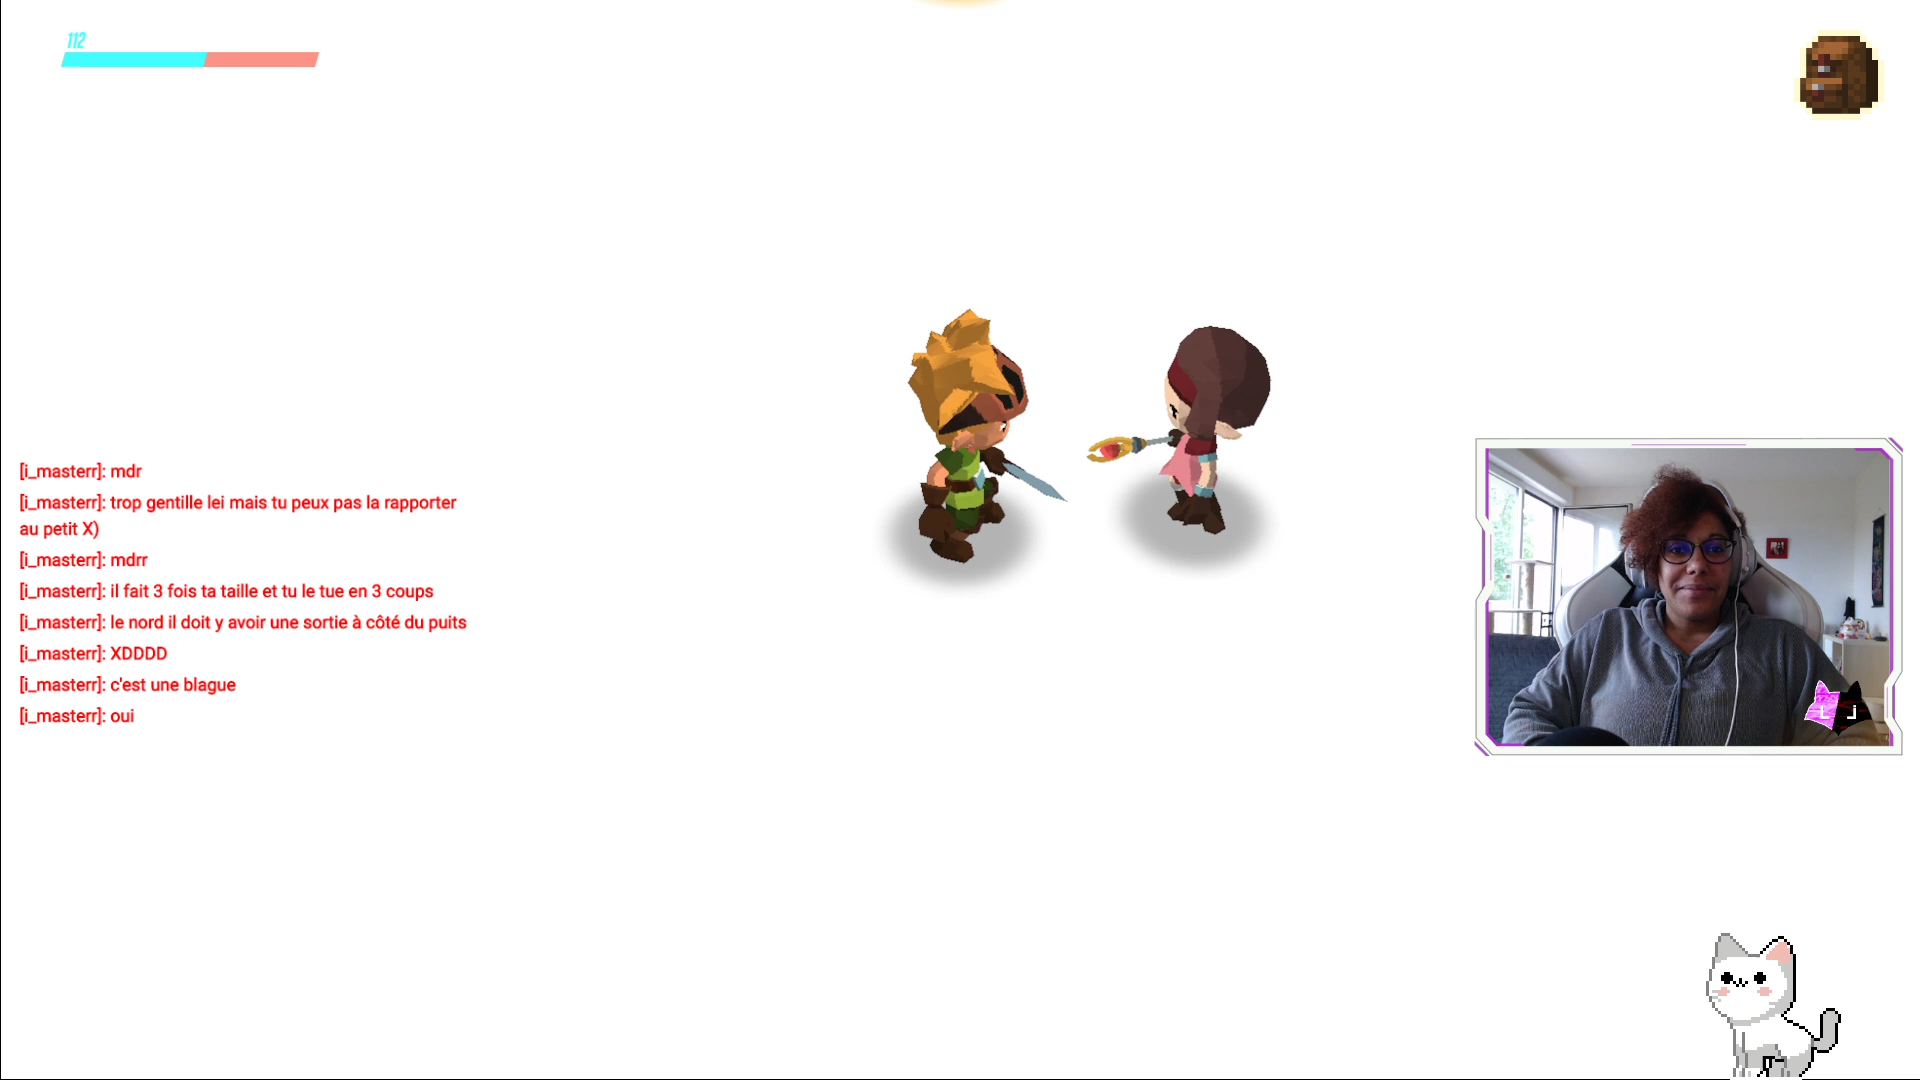 112
[i_masterr]: mdr
[i_masterr]: trop gentille lei mais tu peux pas la rapporter
au petit X)
[i_masterr]: mdrr
[i_masterr]: il fait 3 fois ta taille et tu le tue en 3 coups
[i_masterr]: le nord il doit y avoir une sortie à côté du puits
[i_masterr]: XDDDD
[i_masterr]: c'est une blague
[i_masterr]: oui
L J